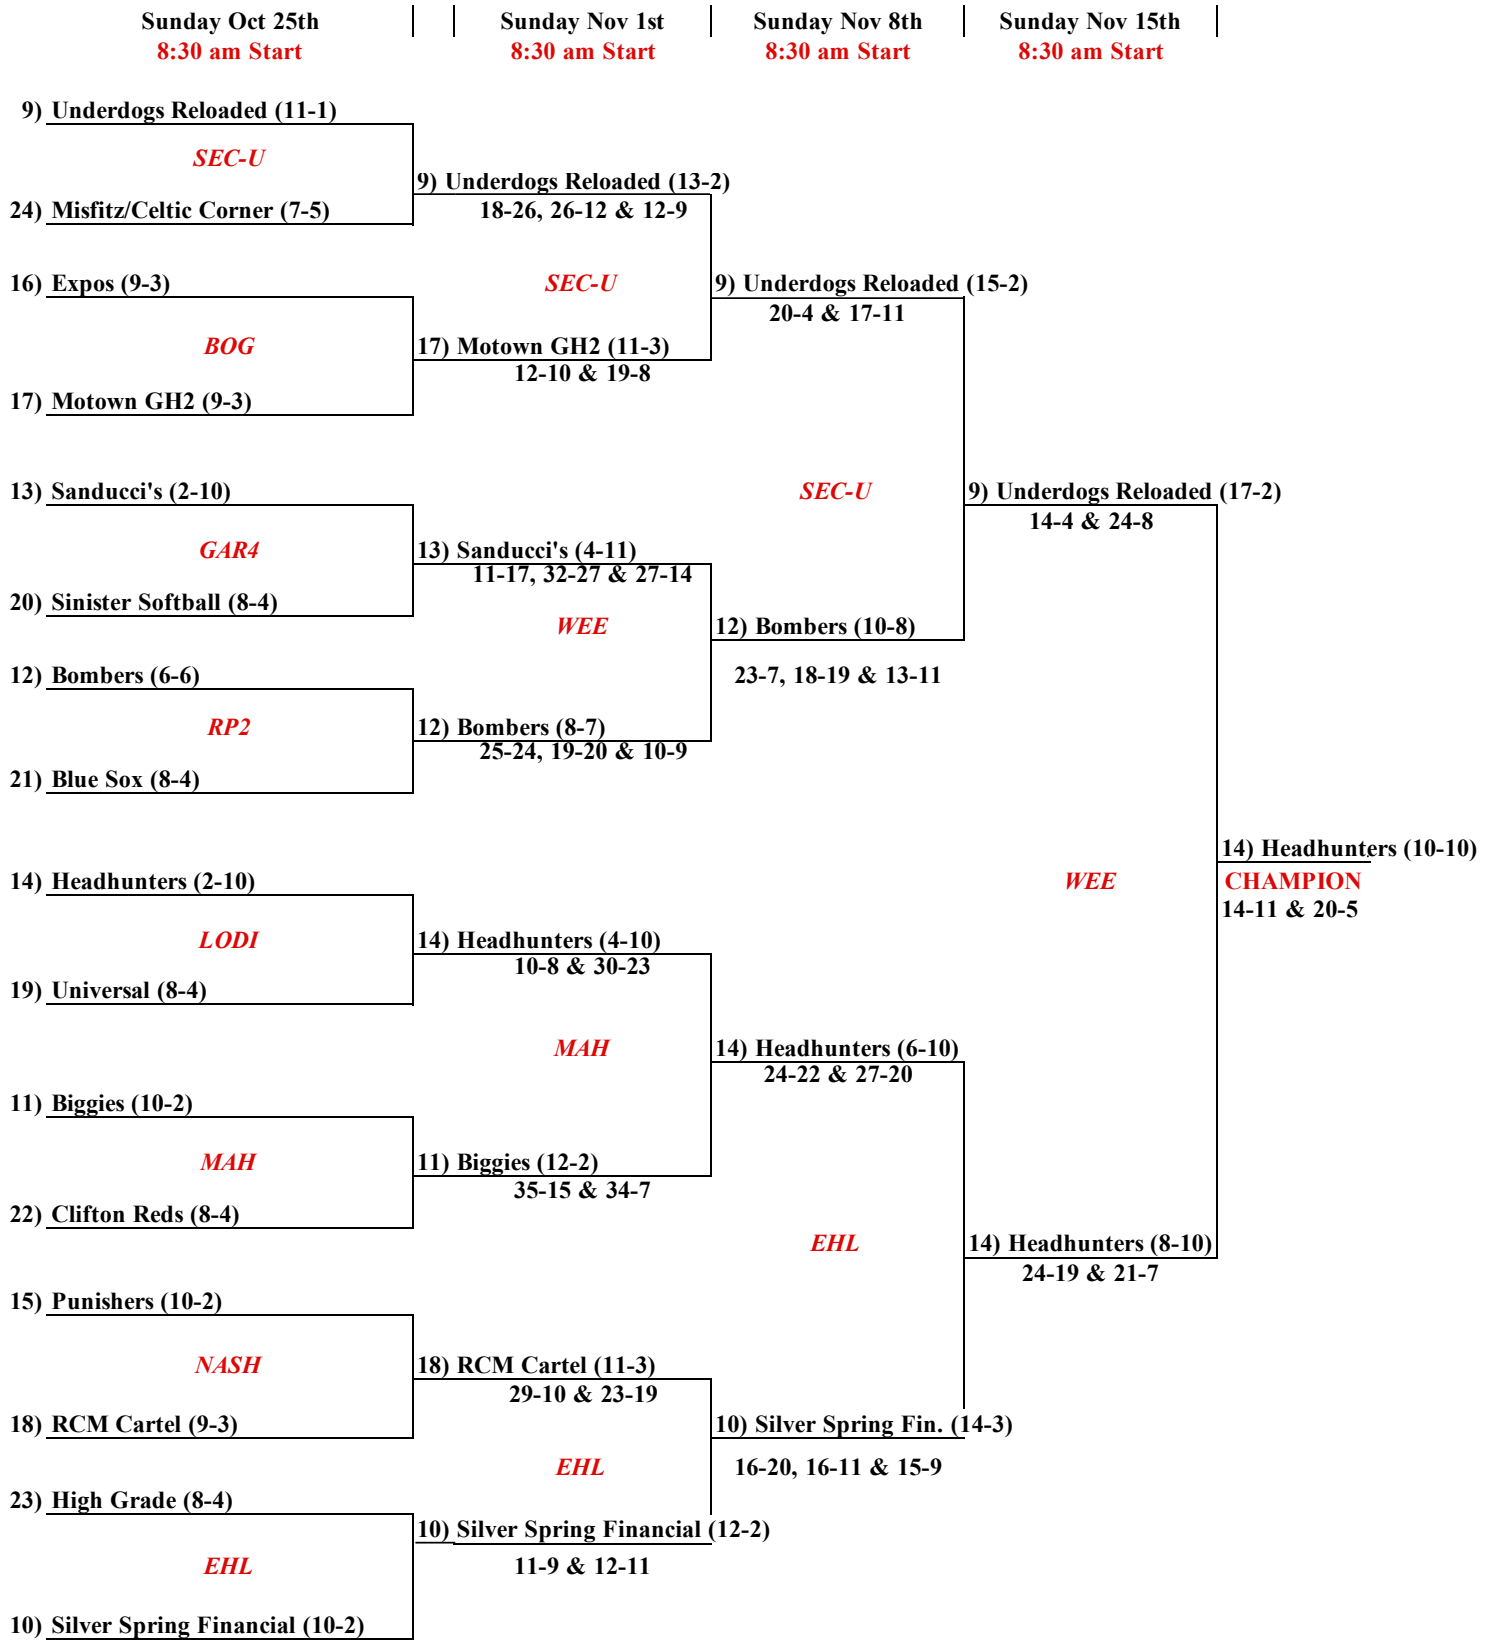 Sunday Oct 25th
8:30 am Start
Sunday Nov 1st
8:30 am Start
Sunday Nov 8th
8:30 am Start
Sunday Nov 15th
8:30 am Start
9) Underdogs Reloaded (11-1)
SEC-U
24) Misfitz/Celtic Corner (7-5)
16) Expos (9-3)
BOG
17) Motown GH2 (9-3)
13) Sanducci's (2-10)
GAR4
20) Sinister Softball (8-4)
12) Bombers (6-6)
RP2
21) Blue Sox (8-4)
14) Headhunters (2-10)
LODI
19) Universal (8-4)
11) Biggies (10-2)
MAH
22) Clifton Reds (8-4)
15) Punishers (10-2)
NASH
18) RCM Cartel (9-3)
23) High Grade (8-4)
EHL
10) Silver Spring Financial (10-2)
9) Underdogs Reloaded (13-2)
18-26, 26-12 & 12-9
SEC-U
17) Motown GH2 (11-3)
12-10 & 19-8
13) Sanducci's (4-11)
11-17, 32-27 & 27-14
WEE
12) Bombers (8-7)
25-24, 19-20 & 10-9
14) Headhunters (4-10)
10-8 & 30-23
MAH
11) Biggies (12-2)
35-15 & 34-7
18) RCM Cartel (11-3)
29-10 & 23-19
EHL
10) Silver Spring Financial (12-2)
11-9 & 12-11
9) Underdogs Reloaded (15-2)
20-4 & 17-11
SEC-U
12) Bombers (10-8)
23-7, 18-19 & 13-11
14) Headhunters (6-10)
24-22 & 27-20
EHL
10) Silver Spring Fin. (14-3)
16-20, 16-11 & 15-9
9) Underdogs Reloaded (17-2)
14-4 & 24-8
WEE
14) Headhunters (8-10)
24-19 & 21-7
14) Headhunters (10-10)
CHAMPION
14-11 & 20-5